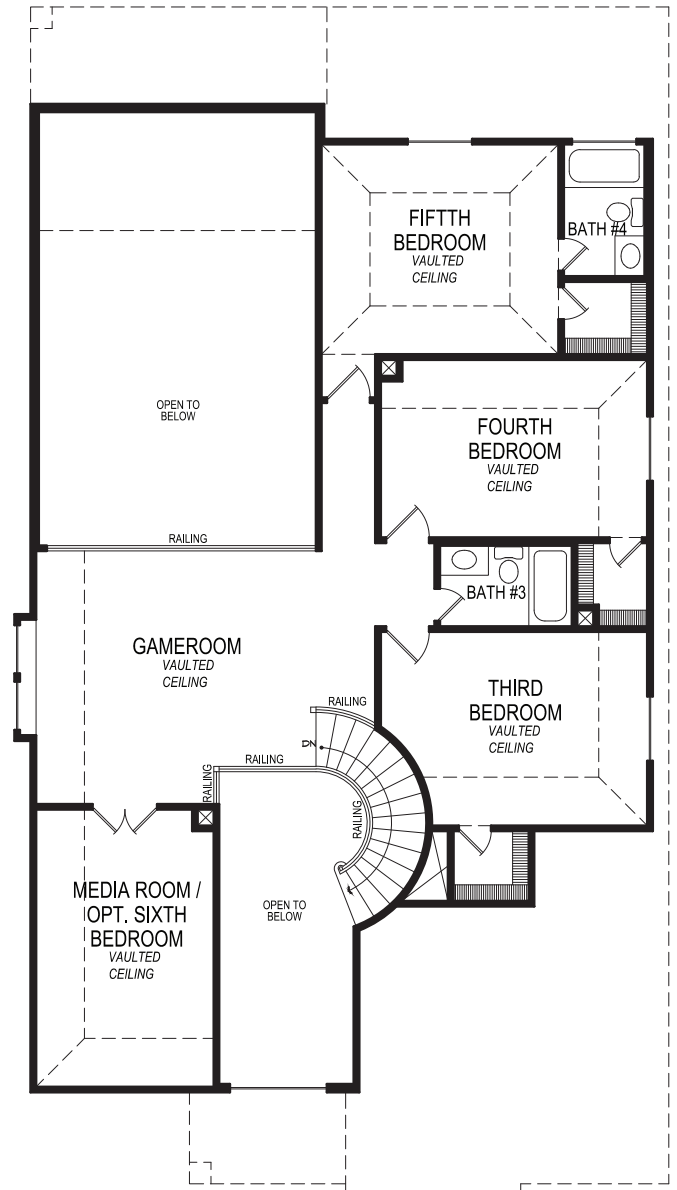 FIFTTH
BEDROOM
VAULTED
CEILING
BATH #4
OPEN TO
BELOW
FOURTH
BEDROOM
VAULTED
CEILING
RAILING
BATH #3
GAMEROOM
VAULTED
CEILING
THIRD
BEDROOM
VAULTED
CEILING
RAILING
DN
RAILING
RAILING
RAILING
MEDIA ROOM /
OPT. SIXTH
BEDROOM
VAULTED
CEILING
OPEN TO
BELOW